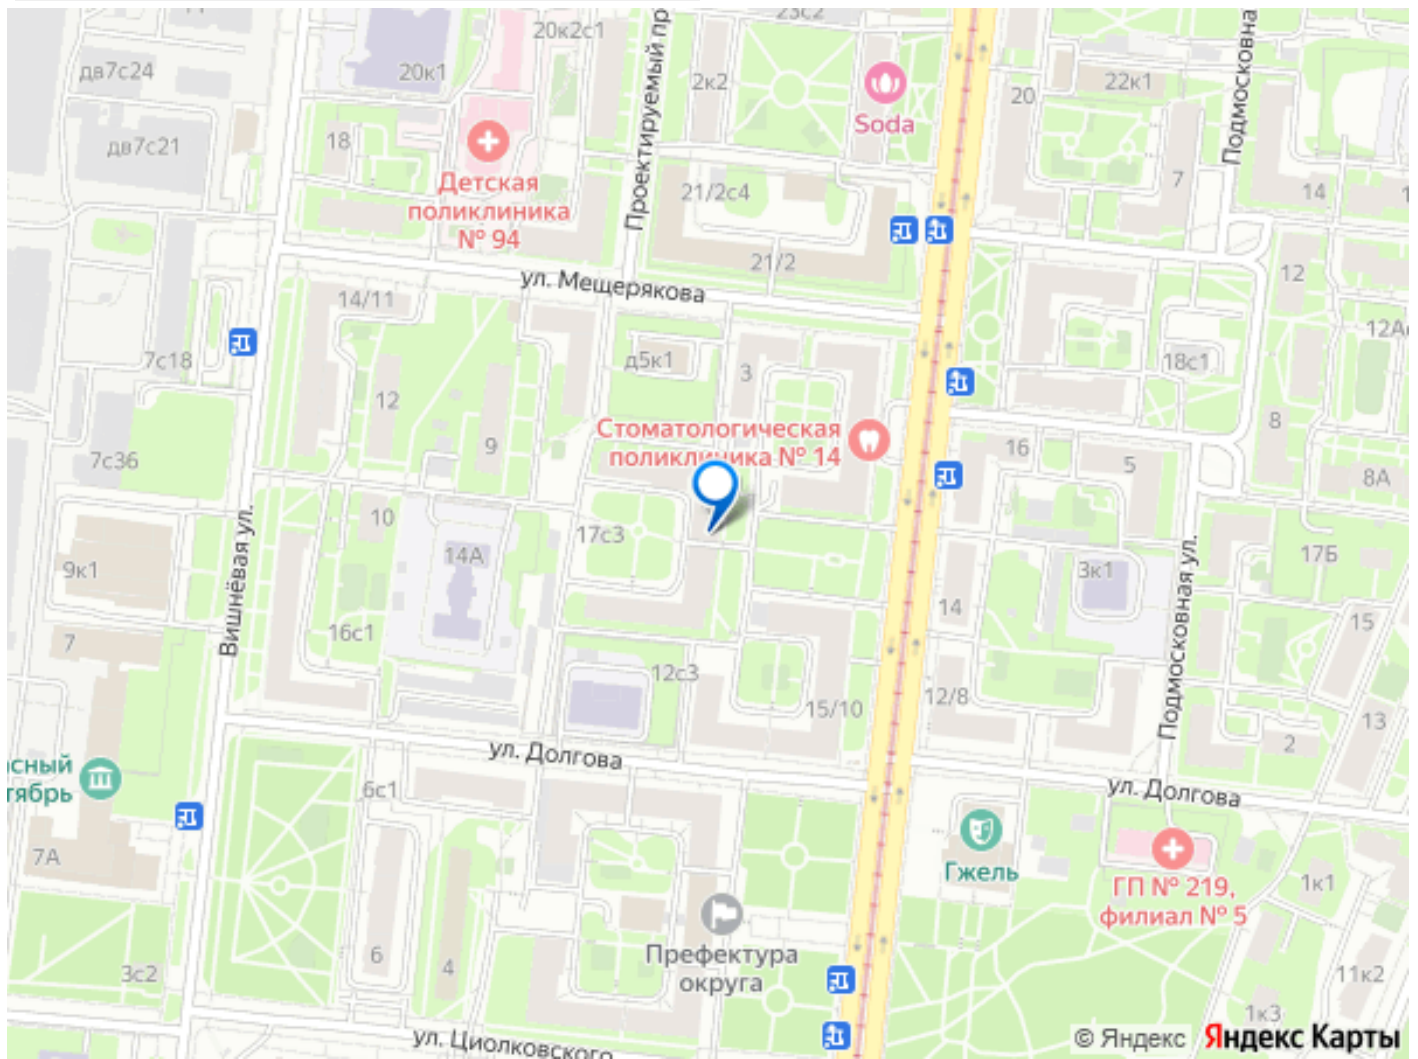 23с2
20к2с1
дв7с24
20к1
2к2
22к1
20
Подмосковная
Soda
дв7с21
18
Проектируемый пр
Детская
поликлиника
№ 94
21/2с4
7
14
21/2
ул. Мещерякова
12
14/11
7с18
д5к1
3
18с1
12
9
Стоматологическая
поликлиника № 14
8
7с36
16
5
8А
10
17с3
14А
Вишнёвая ул.
9к1
3к1
17Б
Подмосковная ул.
7
16с1
14
15
12с3
15/10
12/8
13
2
ул. Долгова
асный
тябрь
6с1
ул. Долгова
7А
Гжель
ГП № 219,
филиал № 5
1к1
Префектура
округа
3с2
6
4
11к2
1к3
ул. Циолковского
© Яндекс Яндекс Карты